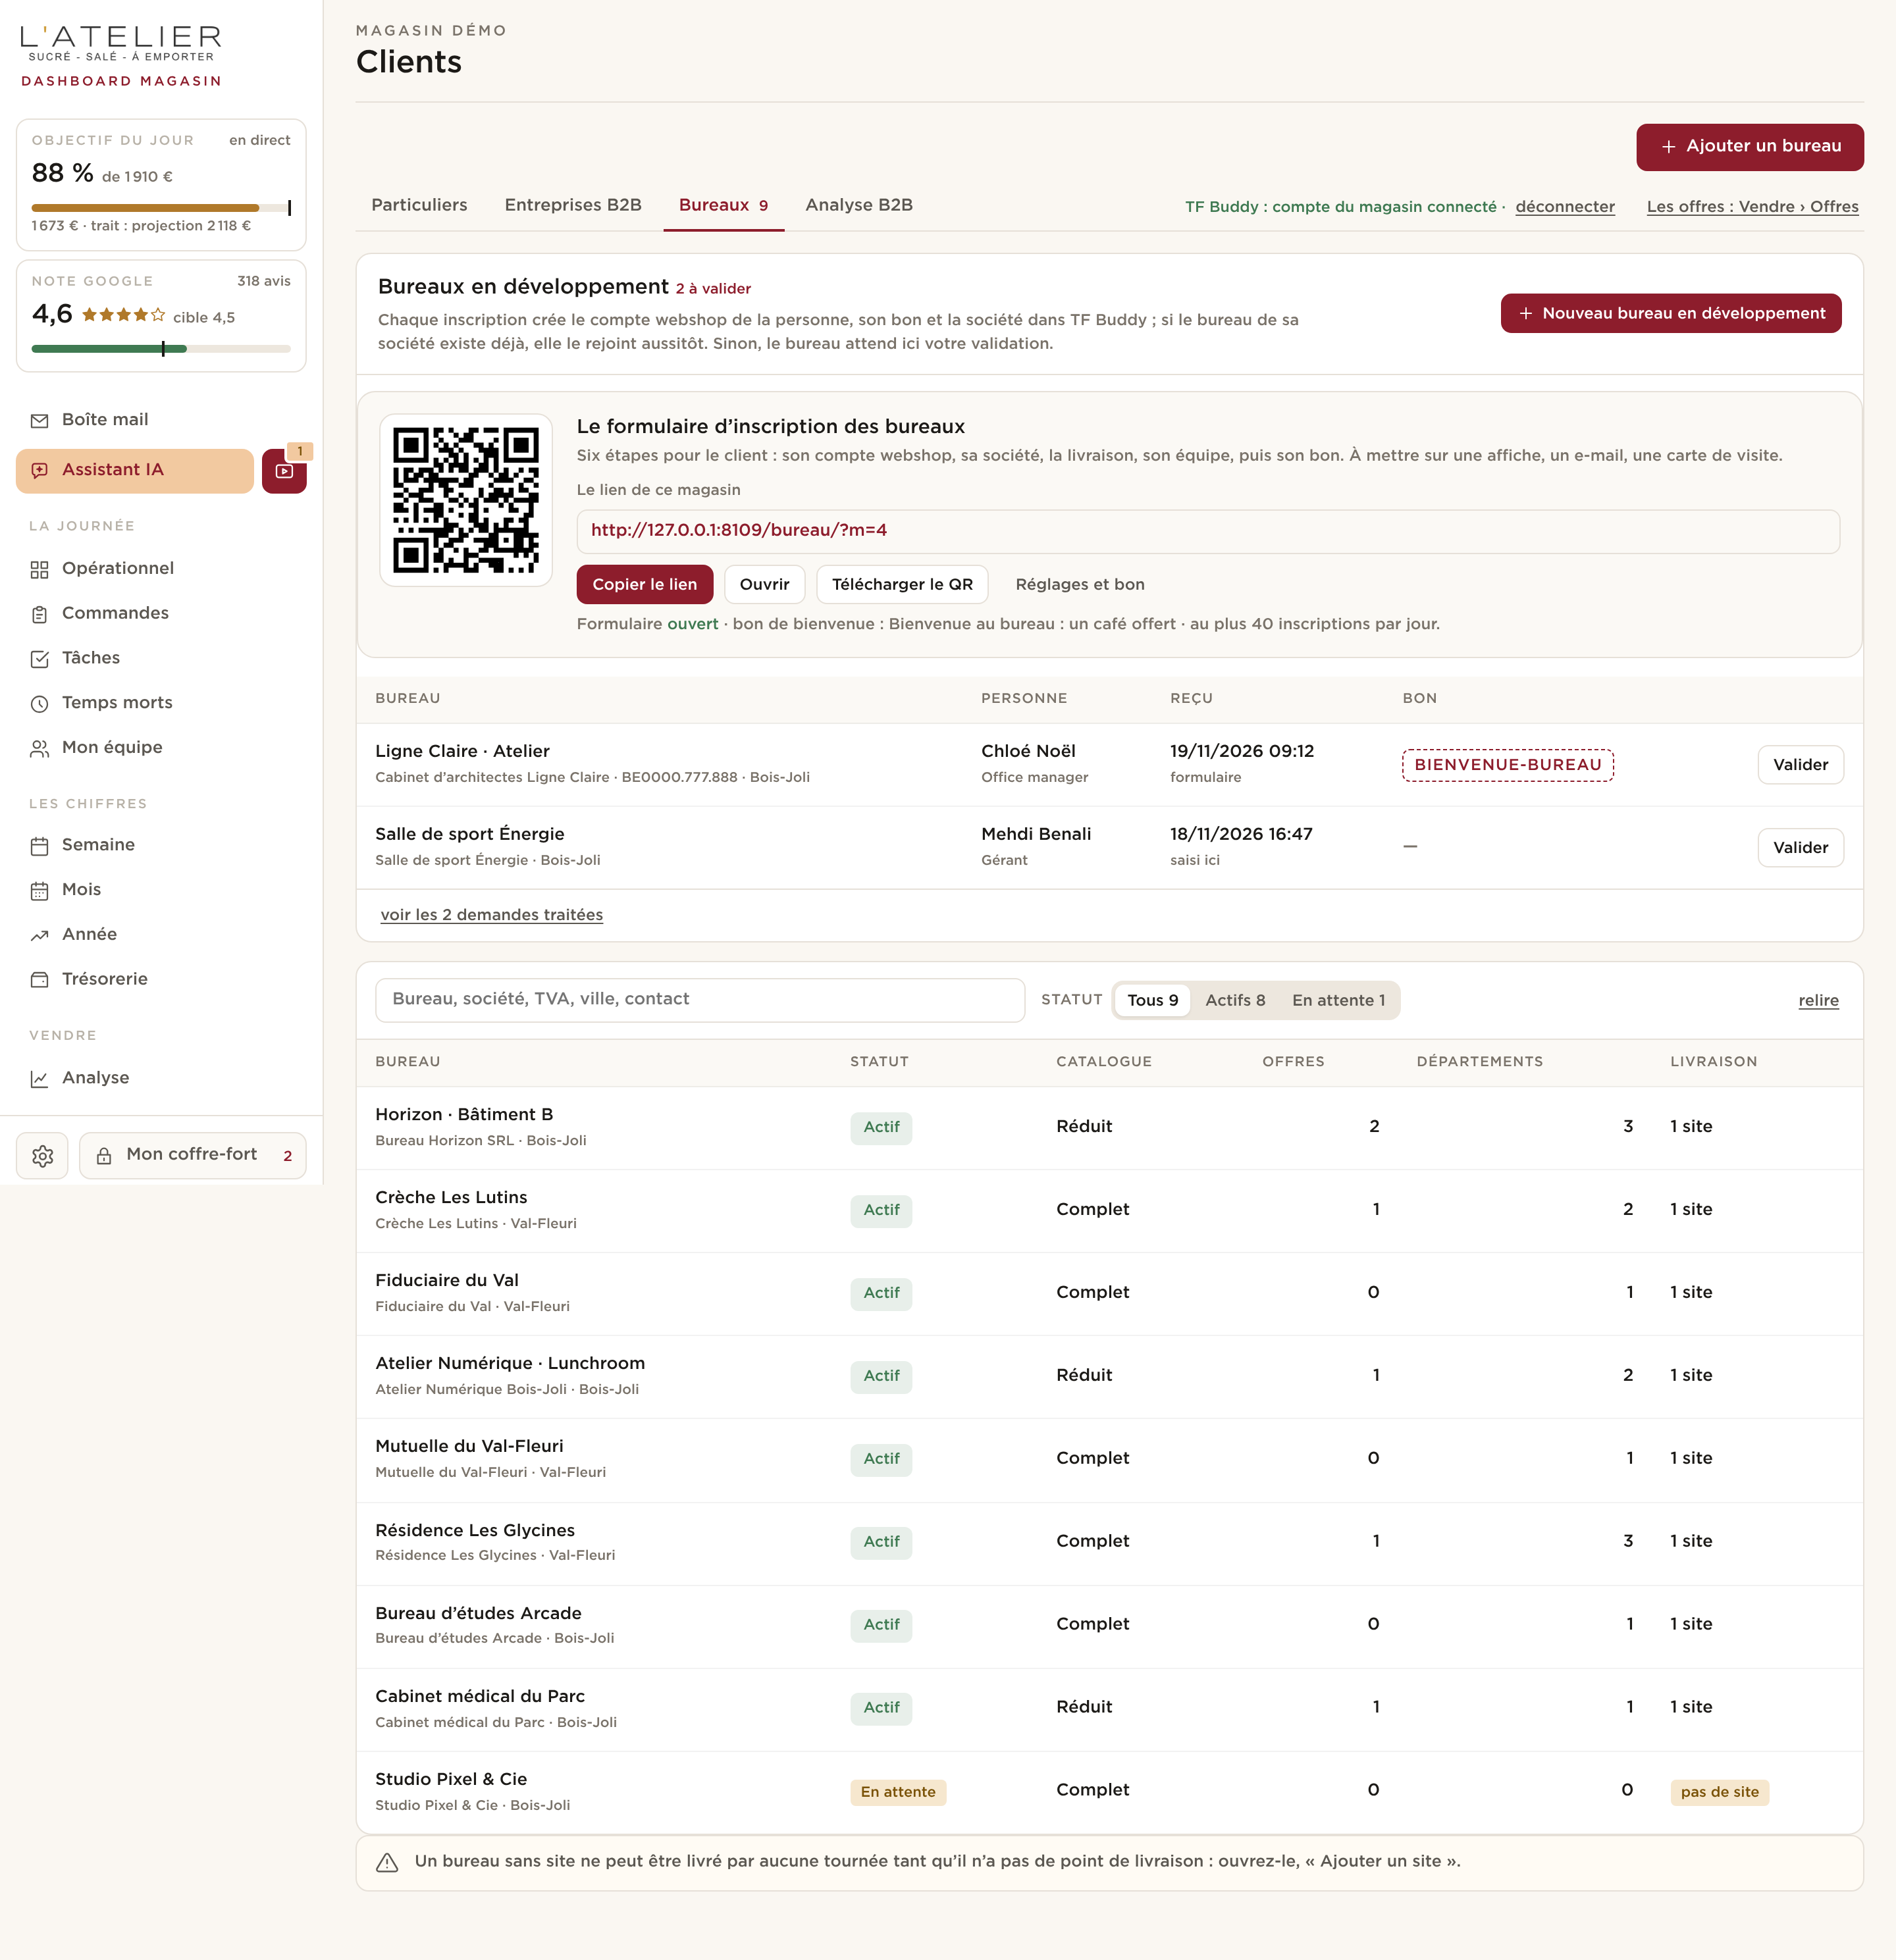 L'ATELIER
SUCRÉ - SALÉ - À EMPORTER
DASHBOARD MAGASIN
OBJECTIF DU JOUR en direct
88 % de 1 910 €
1 673 € · trait : projection 2 118 €
NOTE GOOGLE 318 avis
4,6 cible 4,5
Boîte mail
Assistant IA 1
LA JOURNÉE
Opérationnel
Commandes
Tâches
Temps morts
Mon équipe
LES CHIFFRES
Semaine
Mois
Année
Trésorerie
VENDRE
Analyse
Mon coffre-fort 2
MAGASIN DÉMO
Clients
+ Ajouter un bureau
Particuliers Entreprises B2B Bureaux 9 Analyse B2B TF Buddy : compte du magasin connecté · déconnecter Les offres : Vendre › Offres
Bureaux en développement 2 à valider
Chaque inscription crée le compte webshop de la personne, son bon et la société dans TF Buddy ; si le bureau de sa
société existe déjà, elle le rejoint aussitôt. Sinon, le bureau attend ici votre validation.
+ Nouveau bureau en développement
Le formulaire d’inscription des bureaux
Six étapes pour le client : son compte webshop, sa société, la livraison, son équipe, puis son bon. À mettre sur une affiche, un e-mail, une carte de visite.
Le lien de ce magasin
http://127.0.0.1:8109/bureau/?m=4
Copier le lien Ouvrir Télécharger le QR Réglages et bon
Formulaire ouvert · bon de bienvenue : Bienvenue au bureau : un café offert · au plus 40 inscriptions par jour.
BUREAU PERSONNE REÇU BON
Ligne Claire · Atelier Chloé Noël 19/11/2026 09:12 BIENVENUE-BUREAU Valider
Cabinet d’architectes Ligne Claire · BE0000.777.888 · Bois-Joli Office manager formulaire
Salle de sport Énergie Mehdi Benali 18/11/2026 16:47 — Valider
Salle de sport Énergie · Bois-Joli Gérant saisi ici
voir les 2 demandes traitées
Bureau, société, TVA, ville, contact STATUT Tous 9 Actifs 8 En attente 1 relire
BUREAU STATUT CATALOGUE OFFRES DÉPARTEMENTS LIVRAISON
Horizon · Bâtiment B Actif Réduit 2 3 1 site
Bureau Horizon SRL · Bois-Joli
Crèche Les Lutins Actif Complet 1 2 1 site
Crèche Les Lutins · Val-Fleuri
Fiduciaire du Val Actif Complet 0 1 1 site
Fiduciaire du Val · Val-Fleuri
Atelier Numérique · Lunchroom Actif Réduit 1 2 1 site
Atelier Numérique Bois-Joli · Bois-Joli
Mutuelle du Val-Fleuri Actif Complet 0 1 1 site
Mutuelle du Val-Fleuri · Val-Fleuri
Résidence Les Glycines Actif Complet 1 3 1 site
Résidence Les Glycines · Val-Fleuri
Bureau d’études Arcade Actif Complet 0 1 1 site
Bureau d’études Arcade · Bois-Joli
Cabinet médical du Parc Actif Réduit 1 1 1 site
Cabinet médical du Parc · Bois-Joli
Studio Pixel & Cie En attente Complet 0 0 pas de site
Studio Pixel & Cie · Bois-Joli
Un bureau sans site ne peut être livré par aucune tournée tant qu’il n’a pas de point de livraison : ouvrez-le, « Ajouter un site ».